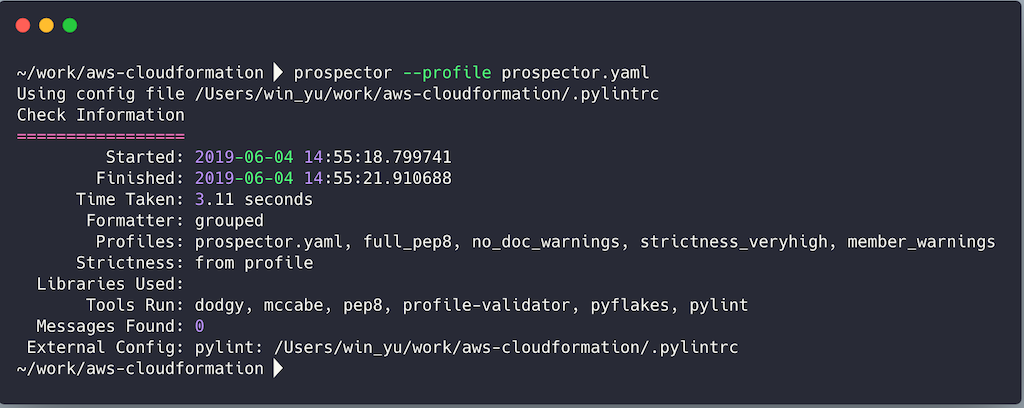 ~/work/aws-cloudformation prospector --profile prospector.yaml
Using config file /Users/win_yu/work/aws-cloudformation/.pylintrc
Check Information
=================
Started: 2019-06-04 14:55:18.799741
Finished: 2019-06-04 14:55:21.910688
Time Taken: 3.11 seconds
Formatter: grouped
Profiles: prospector.yaml, full_pep8, no_doc_warnings, strictness_veryhigh, member_warnings
Strictness: from profile
Libraries Used:
Tools Run: dodgy, mccabe, pep8, profile-validator, pyflakes, pylint
Messages Found: 0
External Config: pylint: /Users/win_yu/work/aws-cloudformation/.pylintrc
~/work/aws-cloudformation